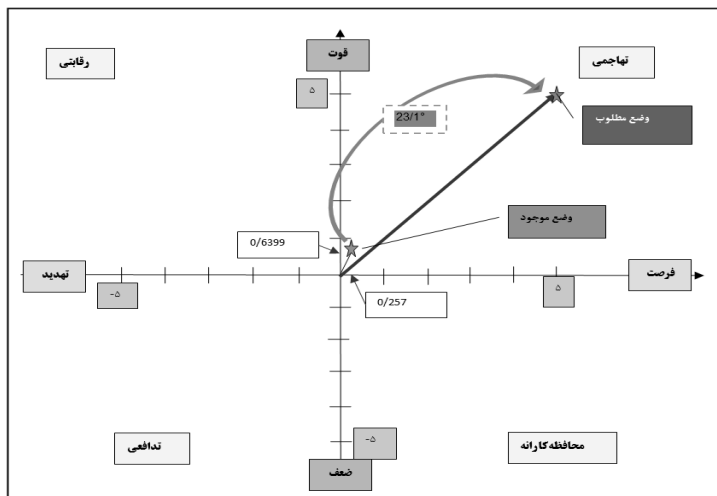 قوت
تهاجمی
رقابتی
۵
23/1°
وضع مطلوب
وضع موجود
0/6399
فرصت
تهدید
۵
-۵
0/257
-۵
محافظه‌کارانه
تدافعی
ضعف